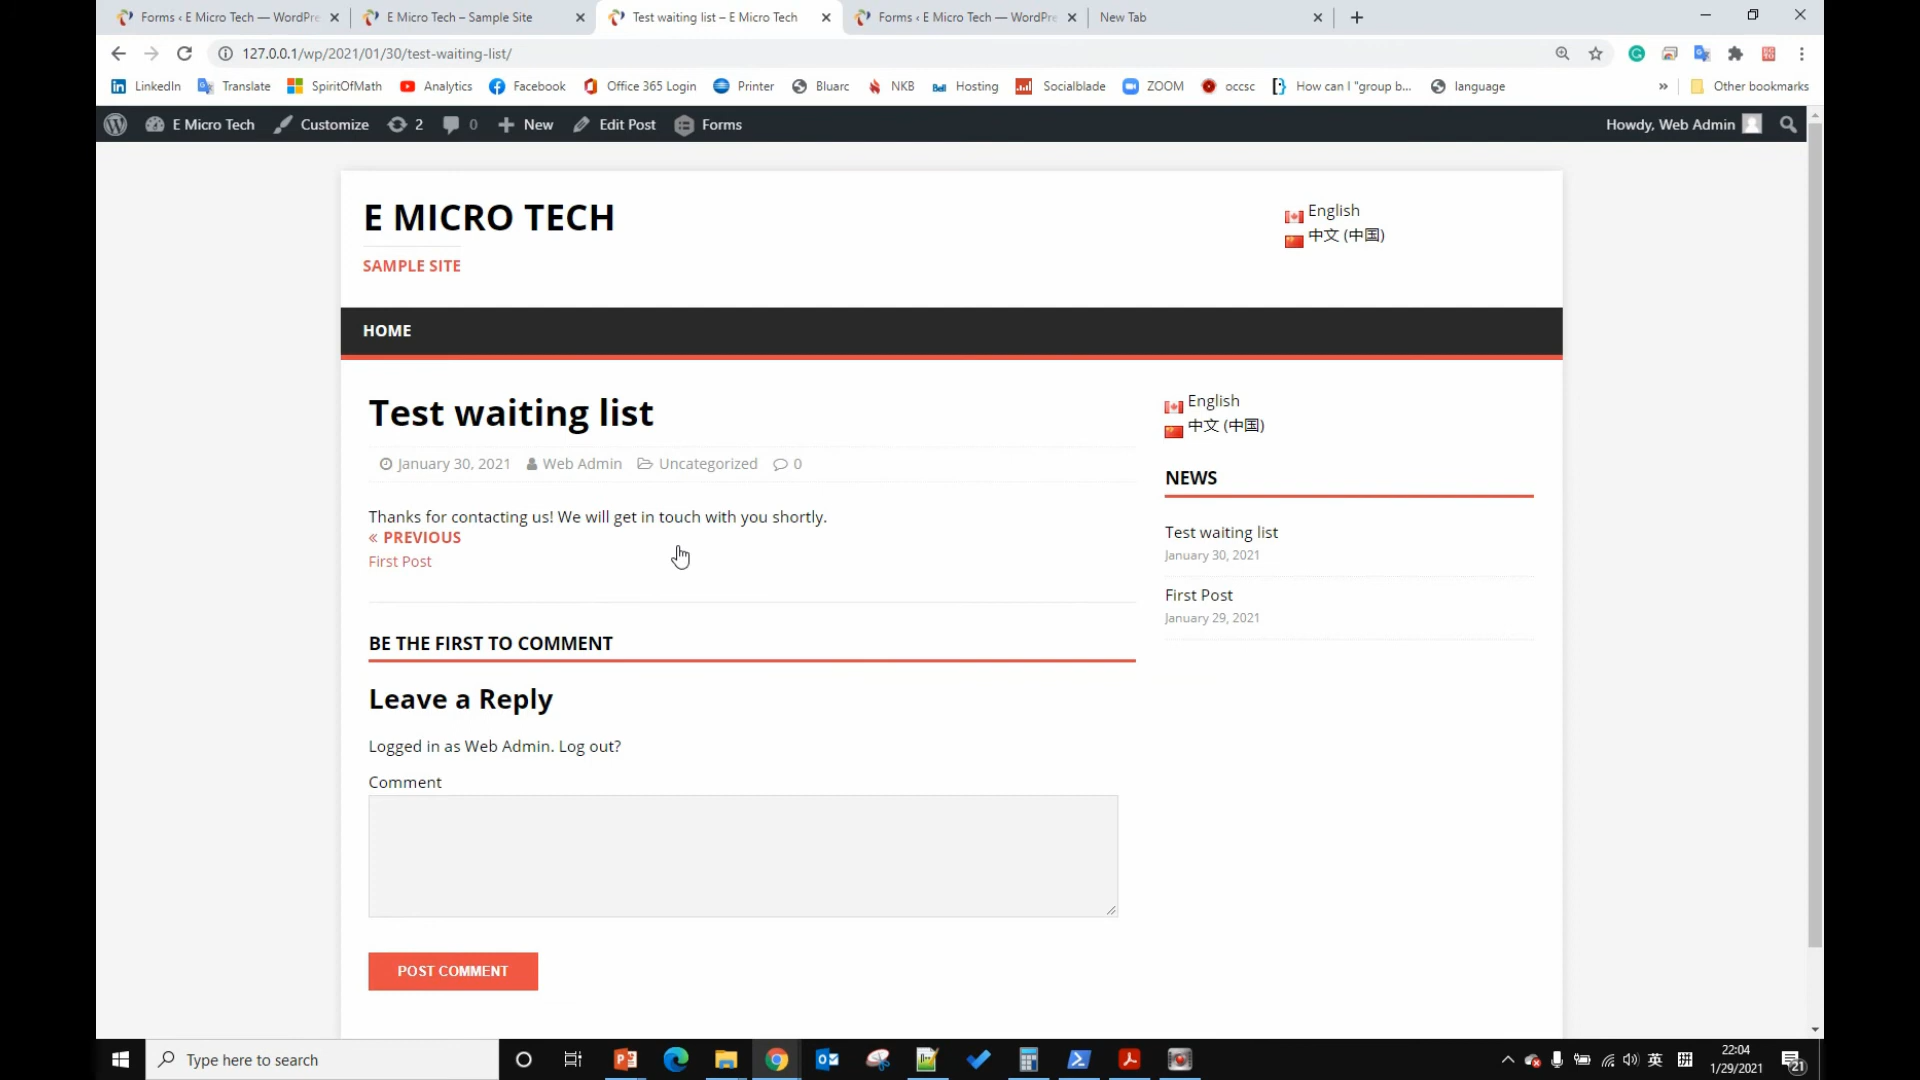 Forms ‹ E Micro Tech — WordPre
E Micro Tech – Sample Site
Test waiting list – E Micro Tech
Forms ‹ E Micro Tech — WordPre
New Tab
127.0.0.1/wp/2021/01/30/test-waiting-list/
LinkedIn
Translate
SpiritOfMath
Analytics
Facebook
Office 365 Login
Printer
Bluarc
NKB
Hosting
Socialblade
ZOOM
occsc
How can I "group b...
language
»
Other bookmarks
E Micro Tech
Customize
2
0
New
Edit Post
Forms
Howdy, Web Admin
E MICRO TECH
SAMPLE SITE
English
中文 (中国)
HOME
Test waiting list
January 30, 2021
Web Admin
Uncategorized
0
Thanks for contacting us! We will get in touch with you shortly.
« PREVIOUS
First Post
BE THE FIRST TO COMMENT
Leave a Reply
Logged in as Web Admin. Log out?
Comment
POST COMMENT
English
中文 (中国)
NEWS
Test waiting list
January 30, 2021
First Post
January 29, 2021
Type here to search
英
22:04
1/29/2021
21